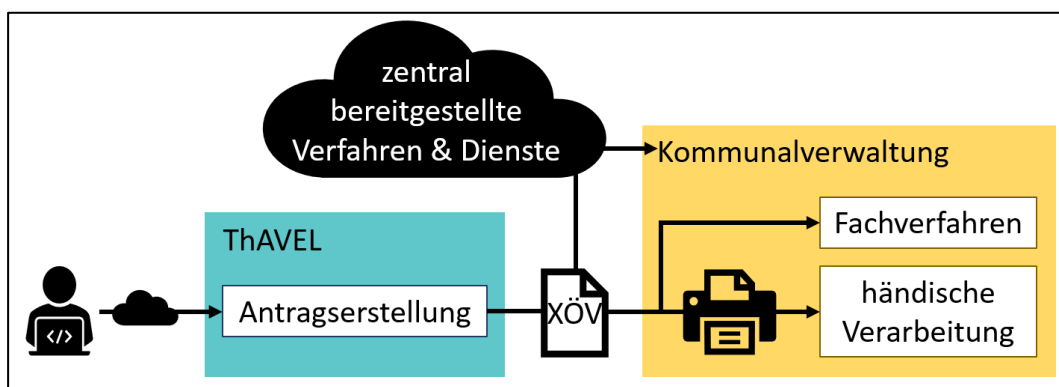 zentral
bereitgestellte
Verfahren & Dienste
Kommunalverwaltung
ThAVEL
Fachverfahren
</>
Antragserstellung
XÖV
händische
Verarbeitung